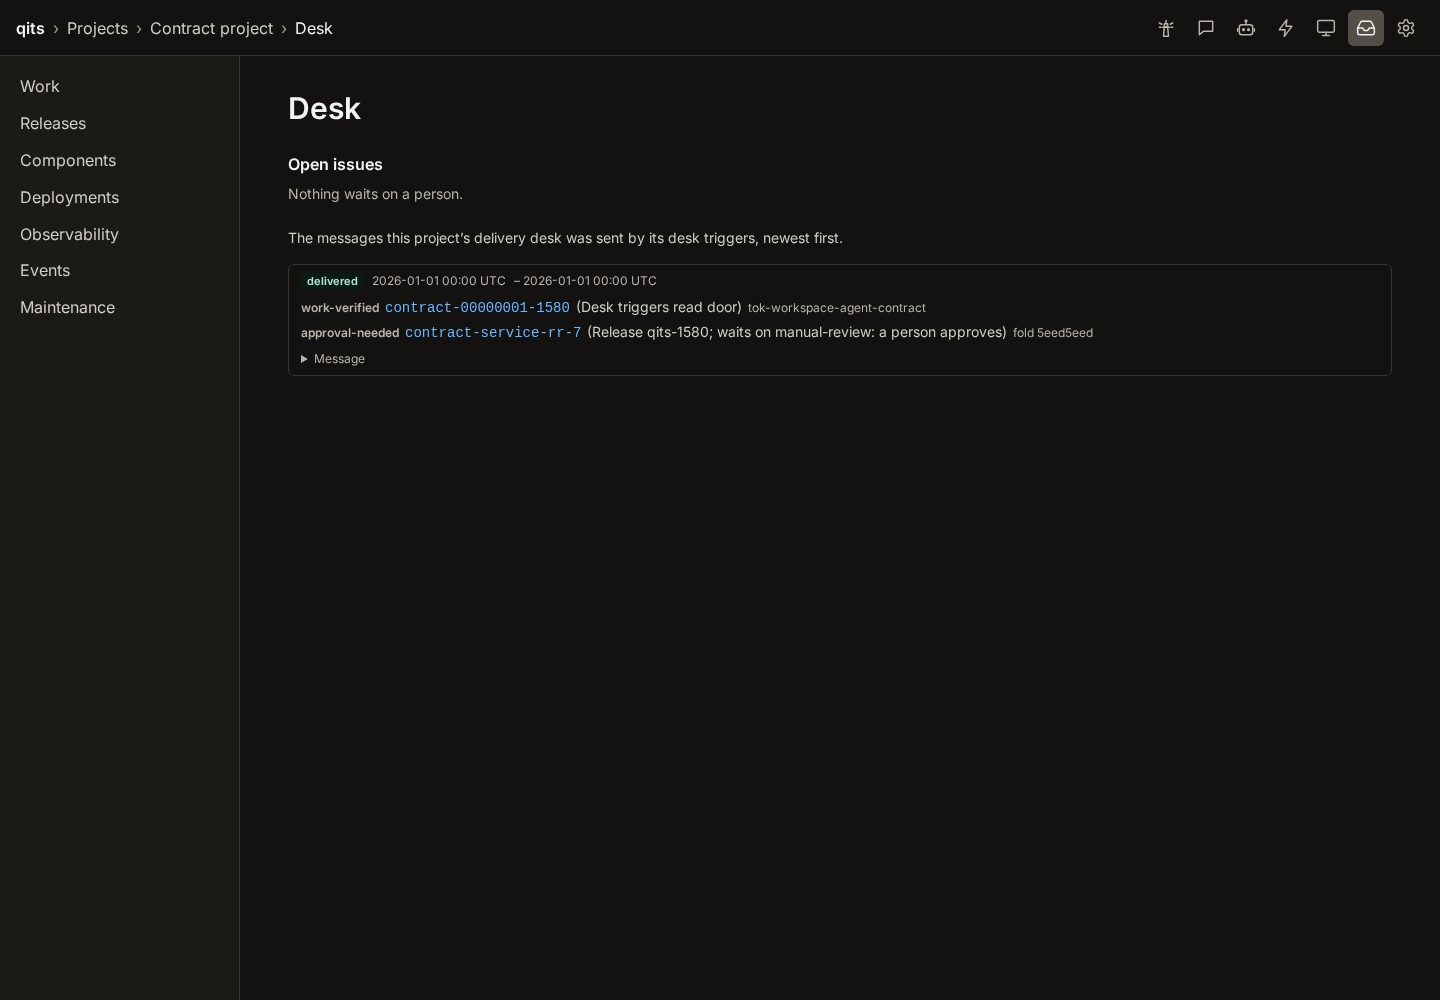 qits › Projects › Contract project › Desk
Work
Releases
Components
Deployments
Observability
Events
Maintenance
Desk
Open issues
Nothing waits on a person.
The messages this project’s delivery desk was sent by its desk triggers, newest first.
delivered 2026-01-01 00:00 UTC – 2026-01-01 00:00 UTC
work-verified contract-00000001-1580 (Desk triggers read door) tok-workspace-agent-contract
approval-needed contract-service-rr-7 (Release qits-1580; waits on manual-review: a person approves) fold 5eed5eed
Message